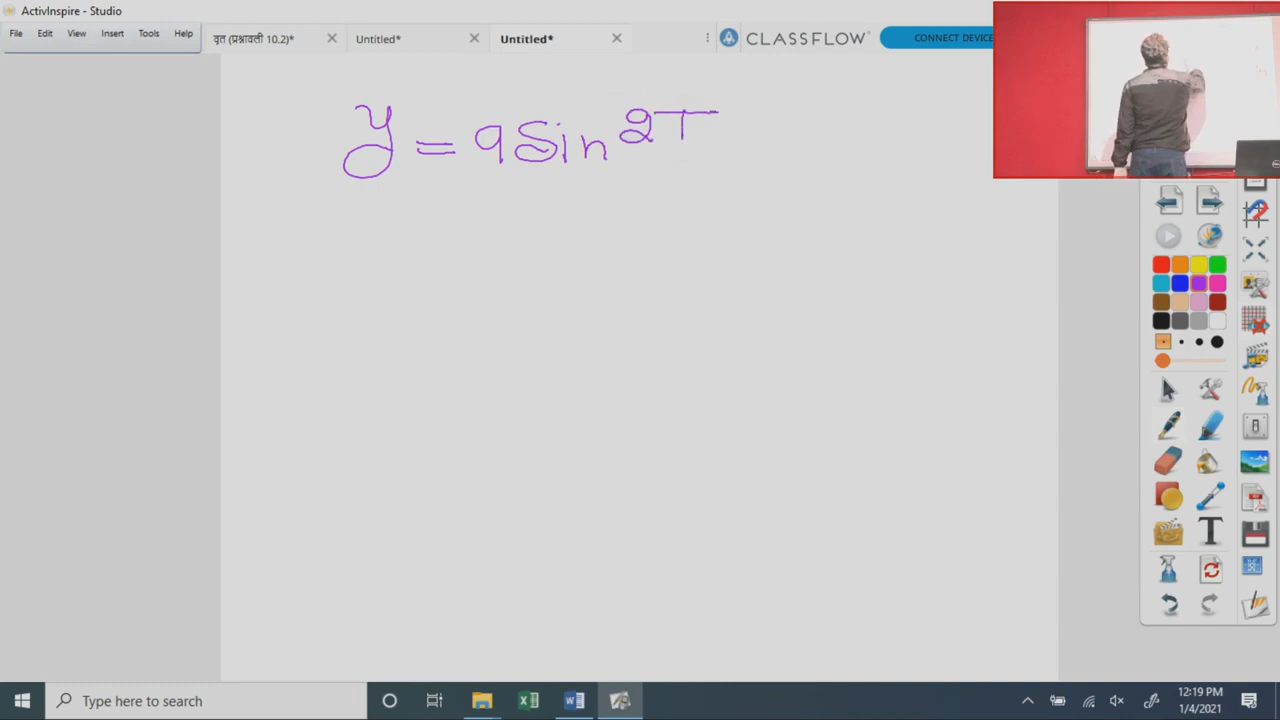 ActivInspire - Studio
File Edit View Insert Tools Help
वृत (प्रश्नावली 10.2)* Untitled* Untitled* CLASSFLOW CONNECT DEVICE
y = a Sin 2T
Type here to search
12:19 PM
1/4/2021